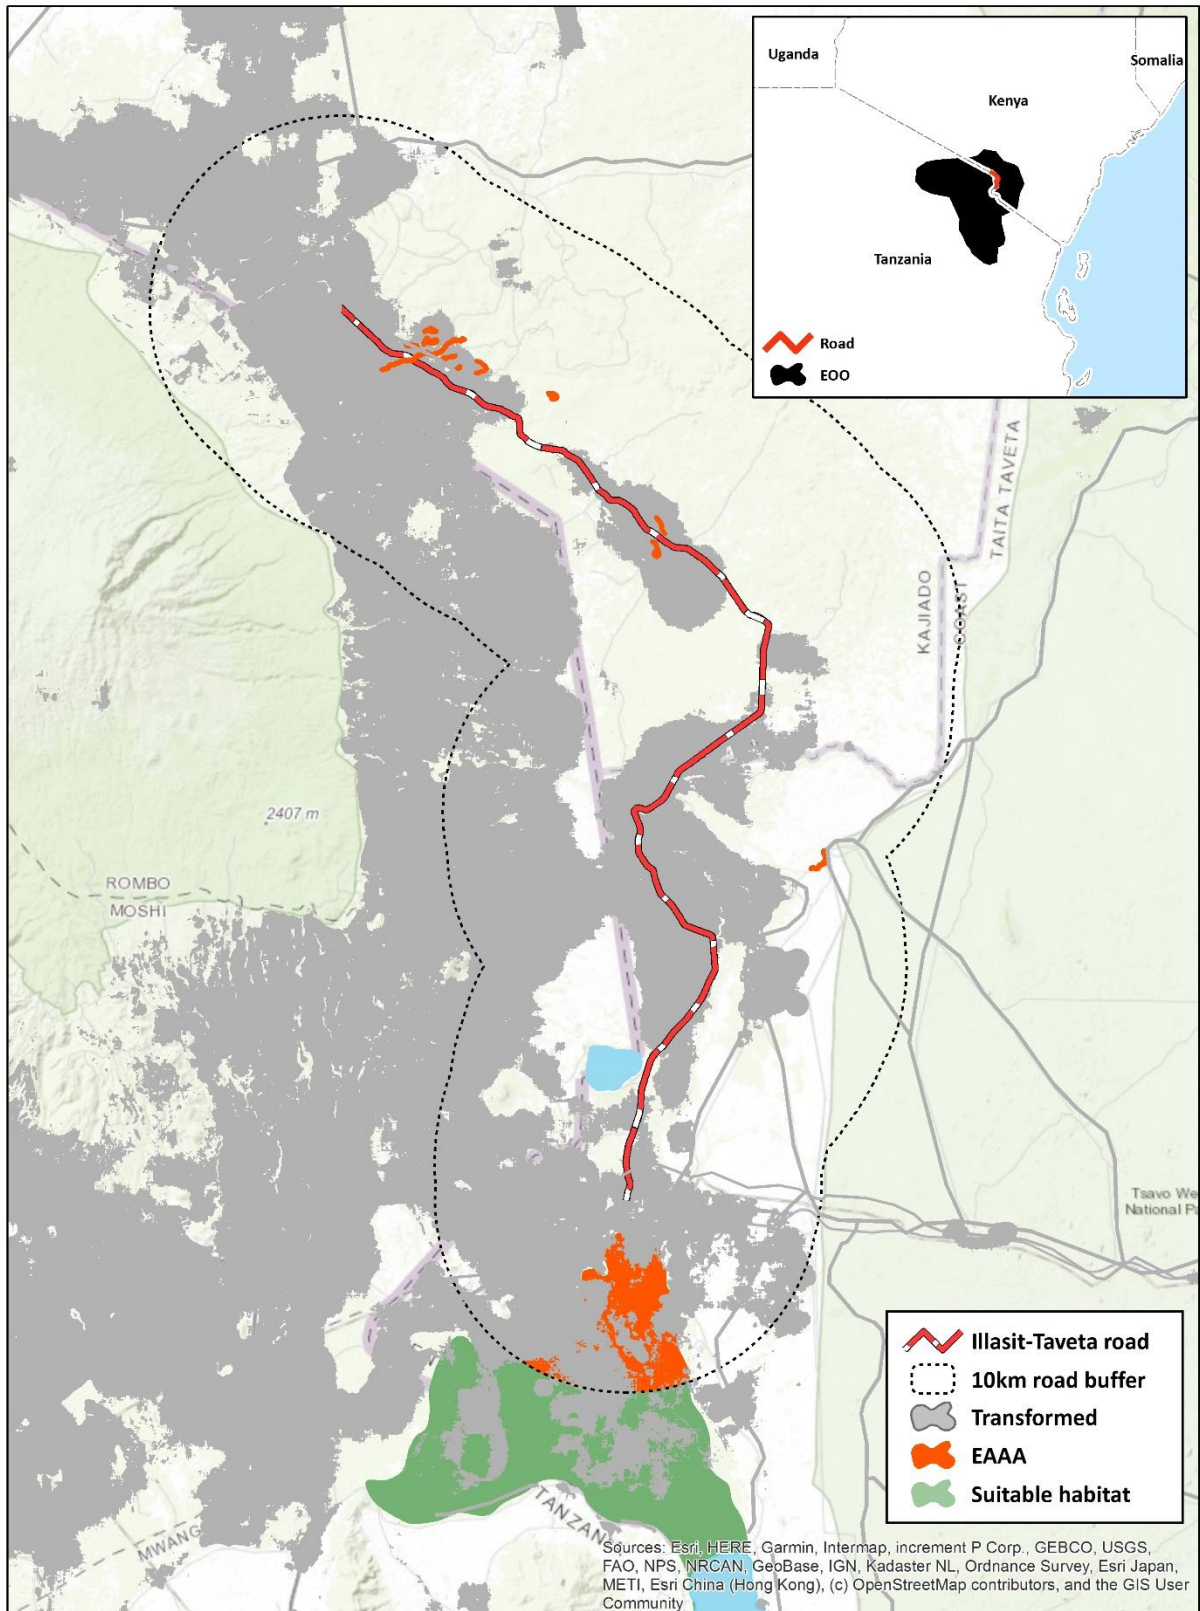 Uganda
Somalia
Kenya
Tanzania
Road
EOO
TAITA TAVETA
KAJIADO
COAST
2407 m
ROMBO
MOSHI
Tsavo We
National Pa
Illasit-Taveta road
10km road buffer
Transformed
EAAA
Suitable habitat
MWANG
TANZAN
Sources: Esri, HERE, Garmin, Intermap, increment P Corp., GEBCO, USGS,
FAO, NPS, NRCAN, GeoBase, IGN, Kadaster NL, Ordnance Survey, Esri Japan,
METI, Esri China (Hong Kong), (c) OpenStreetMap contributors, and the GIS User
Community